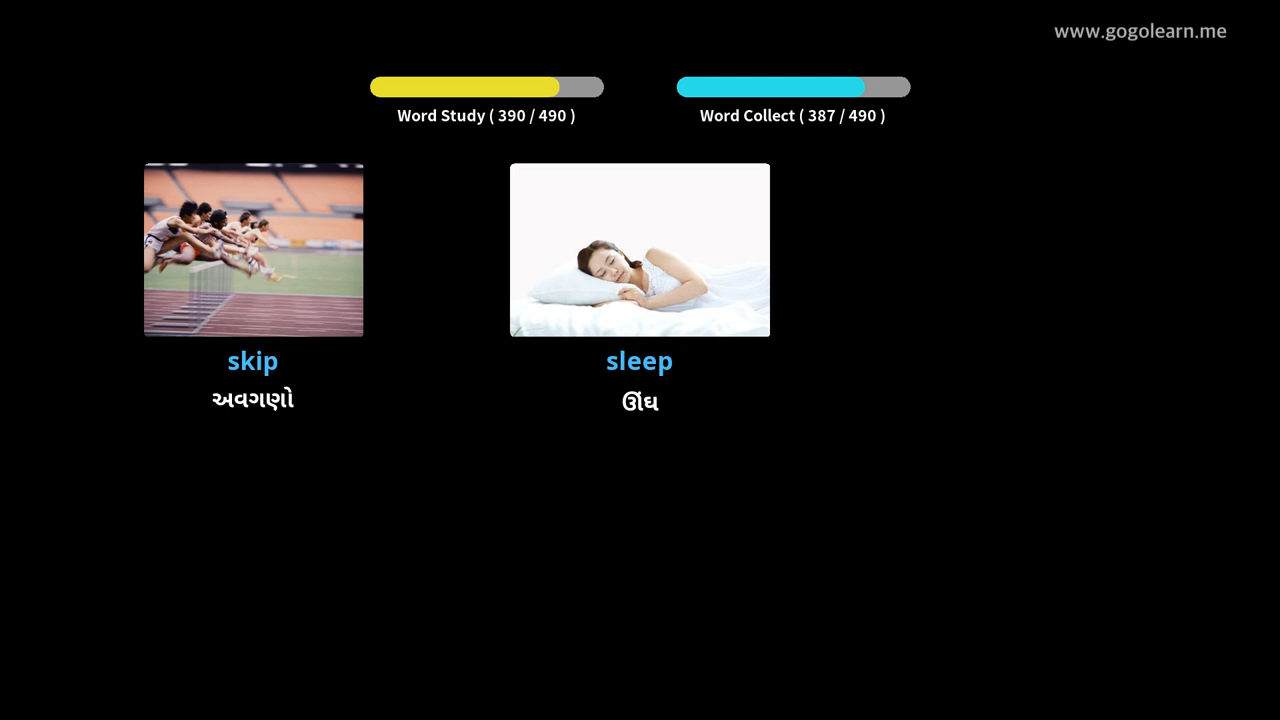 www.gogolearn.me
Word Study ( 390 / 490 )
Word Collect ( 387 / 490 )
skip
અવગણો
sleep
ઊંઘ